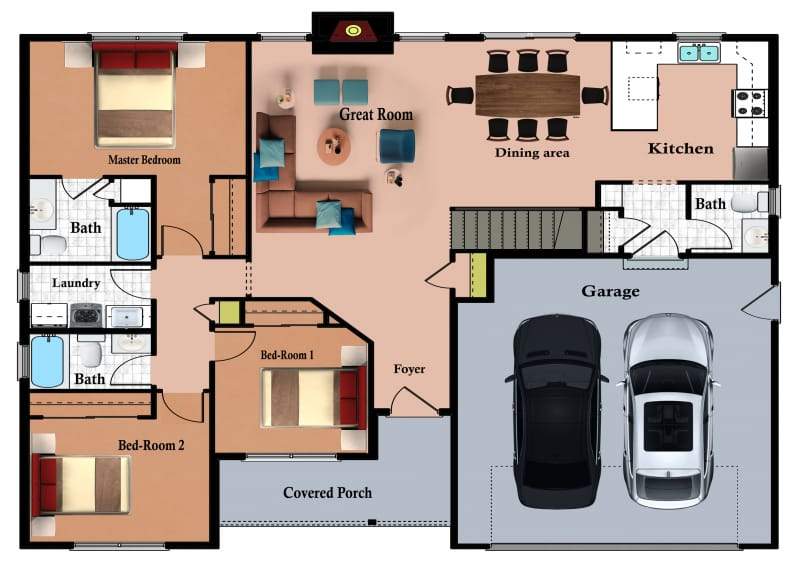 Great Room
Dining area
Kitchen
Master Bedroom
Bath
Bath
Laundry
Garage
Bed-Room 1
Foyer
Bath
Bed-Room 2
Covered Porch